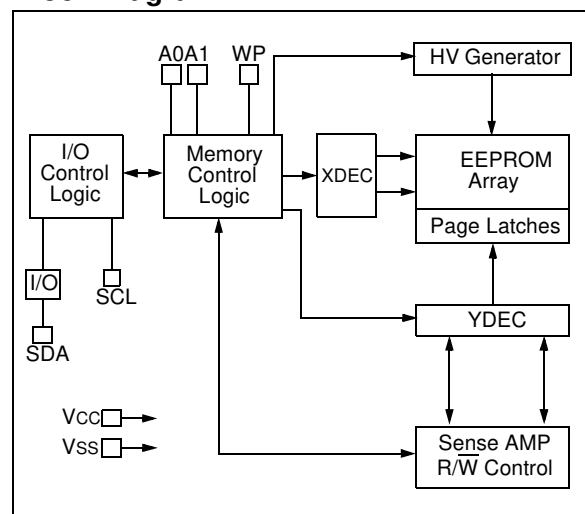 A0A1 WP
HV Generator
I/O
Control
Logic
Memory
Control
Logic
XDEC
EEPROM
Array
Page Latches
I/O
SCL
SDA
YDEC
VCC
VSS
Sense AMP
R/W̅ Control